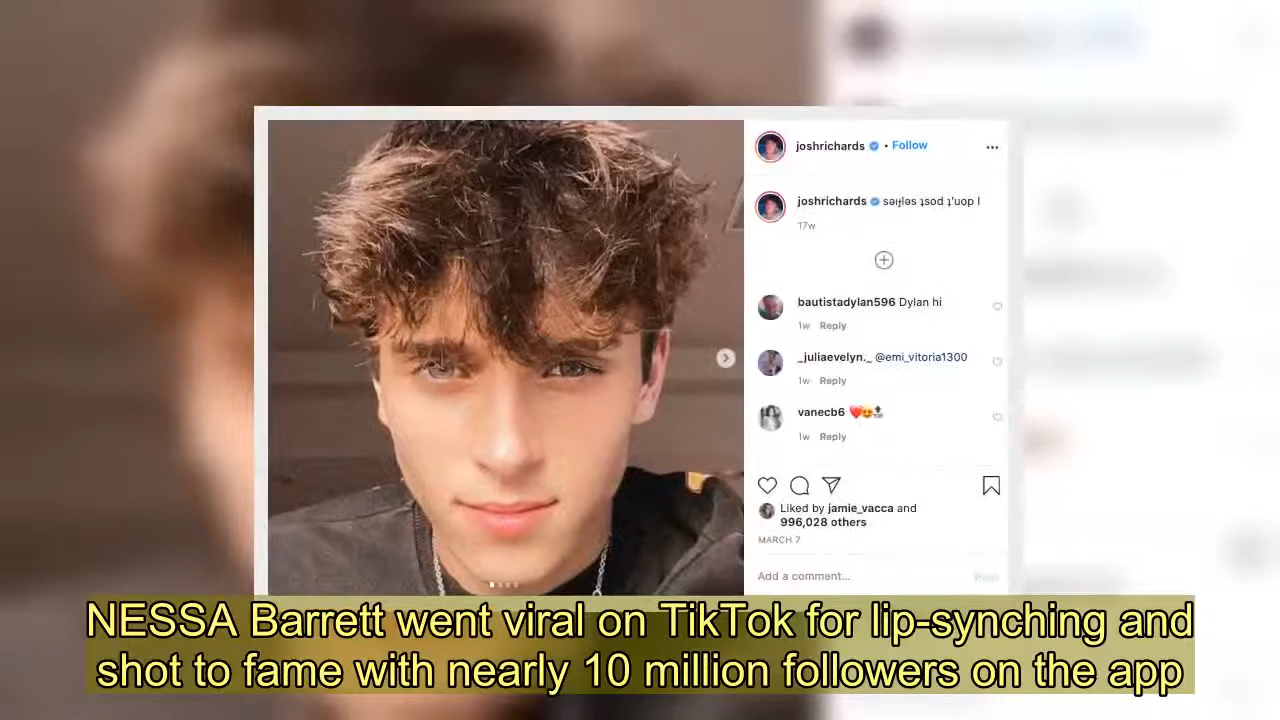 joshrichards • Follow
joshrichards səᴉɟləs ʇsod ʇ'uop I
17w
bautistadylan596 Dylan hi
1w Reply
_juliaevelyn._ @emi_vitoria1300
1w Reply
vanecb6 ❤️😍🔝
1w Reply
Liked by jamie_vacca and
996,028 others
MARCH 7
Add a comment...
Post
NESSA Barrett went viral on TikTok for lip-synching and
shot to fame with nearly 10 million followers on the app